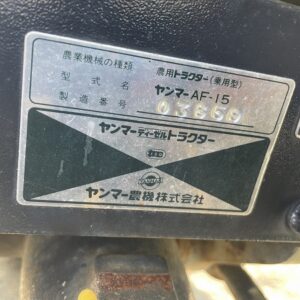 農業機械の種類 農用トラクター(乗用型)
型式名 ヤンマーAF-15
製造番号 03660
ヤンマーディーゼルトラクター
ヤンマー農機株式会社